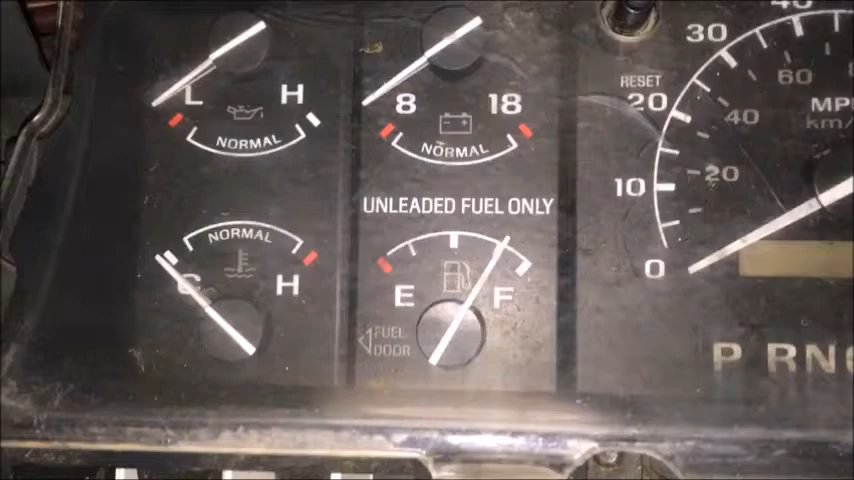 L H
NORMAL
8 18
NORMAL
UNLEADED FUEL ONLY
NORMAL
C H
E F
FUEL
DOOR
RESET
30
20
10
0
60
40
20
MPH
km/h
P RN